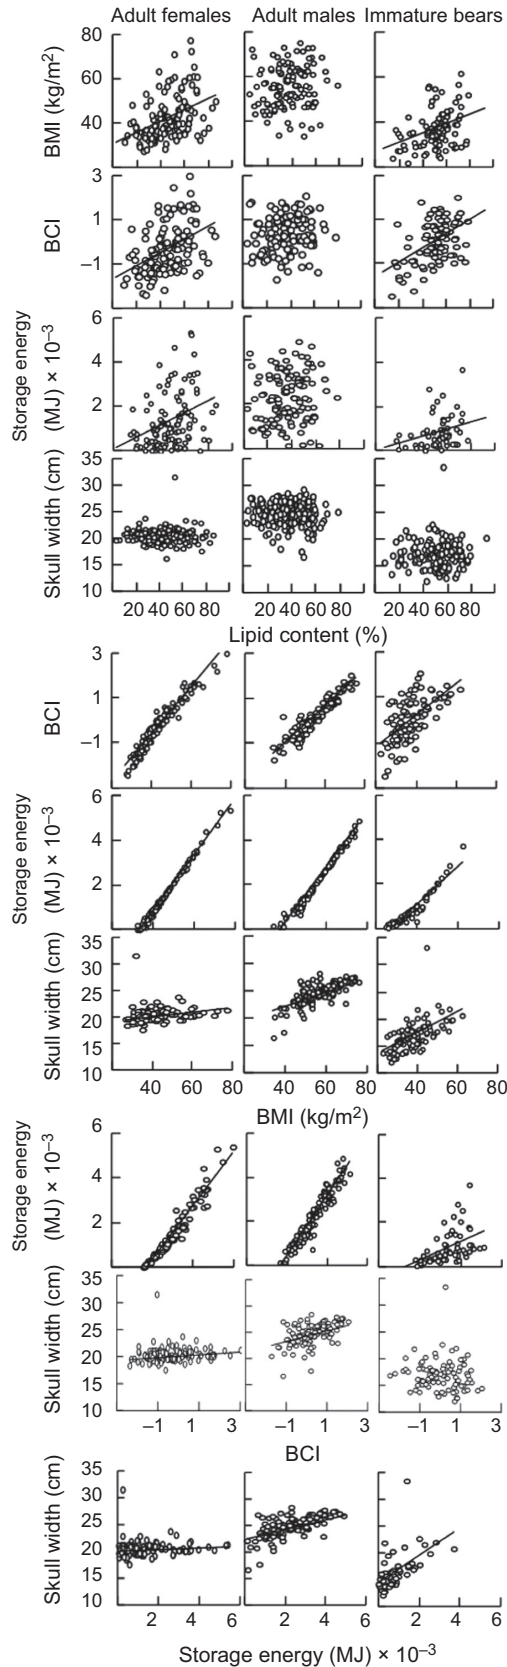 Adult females Adult males Immature bears
BMI (kg/m2)
80
60
40
BCI
3
1
–1
Storage energy
(MJ) × 10–3
6
4
2
Skull width (cm)
35
30
25
20
15
10
20 40 60 80 20 40 60 80 20 40 60 80
Lipid content (%)
BCI
3
1
–1
Storage energy
(MJ) × 10–3
6
4
2
Skull width (cm)
35
30
25
20
15
10
40 60 80 40 60 80 40 60 80
BMI (kg/m2)
Storage energy
(MJ) × 10–3
6
4
2
Skull width (cm)
35
30
25
20
15
10
–1 1 3 –1 1 3 –1 1 3
BCI
Skull width (cm)
35
30
25
20
15
10
2 4 6 2 4 6 2 4 6
Storage energy (MJ) × 10–3